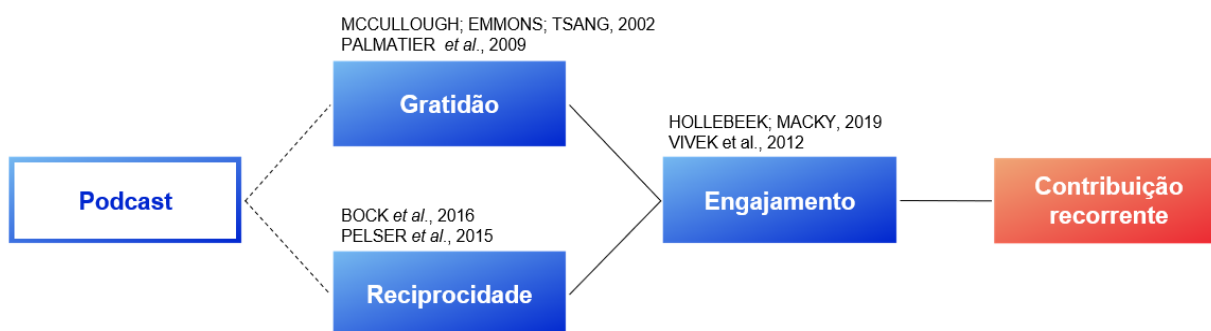 MCCULLOUGH; EMMONS; TSANG, 2002
PALMATIER et al., 2009
Gratidão
Podcast
BOCK et al., 2016
PELSER et al., 2015
Reciprocidade
HOLLEBEEK; MACKY, 2019
VIVEK et al., 2012
Engajamento
Contribuição
recorrente